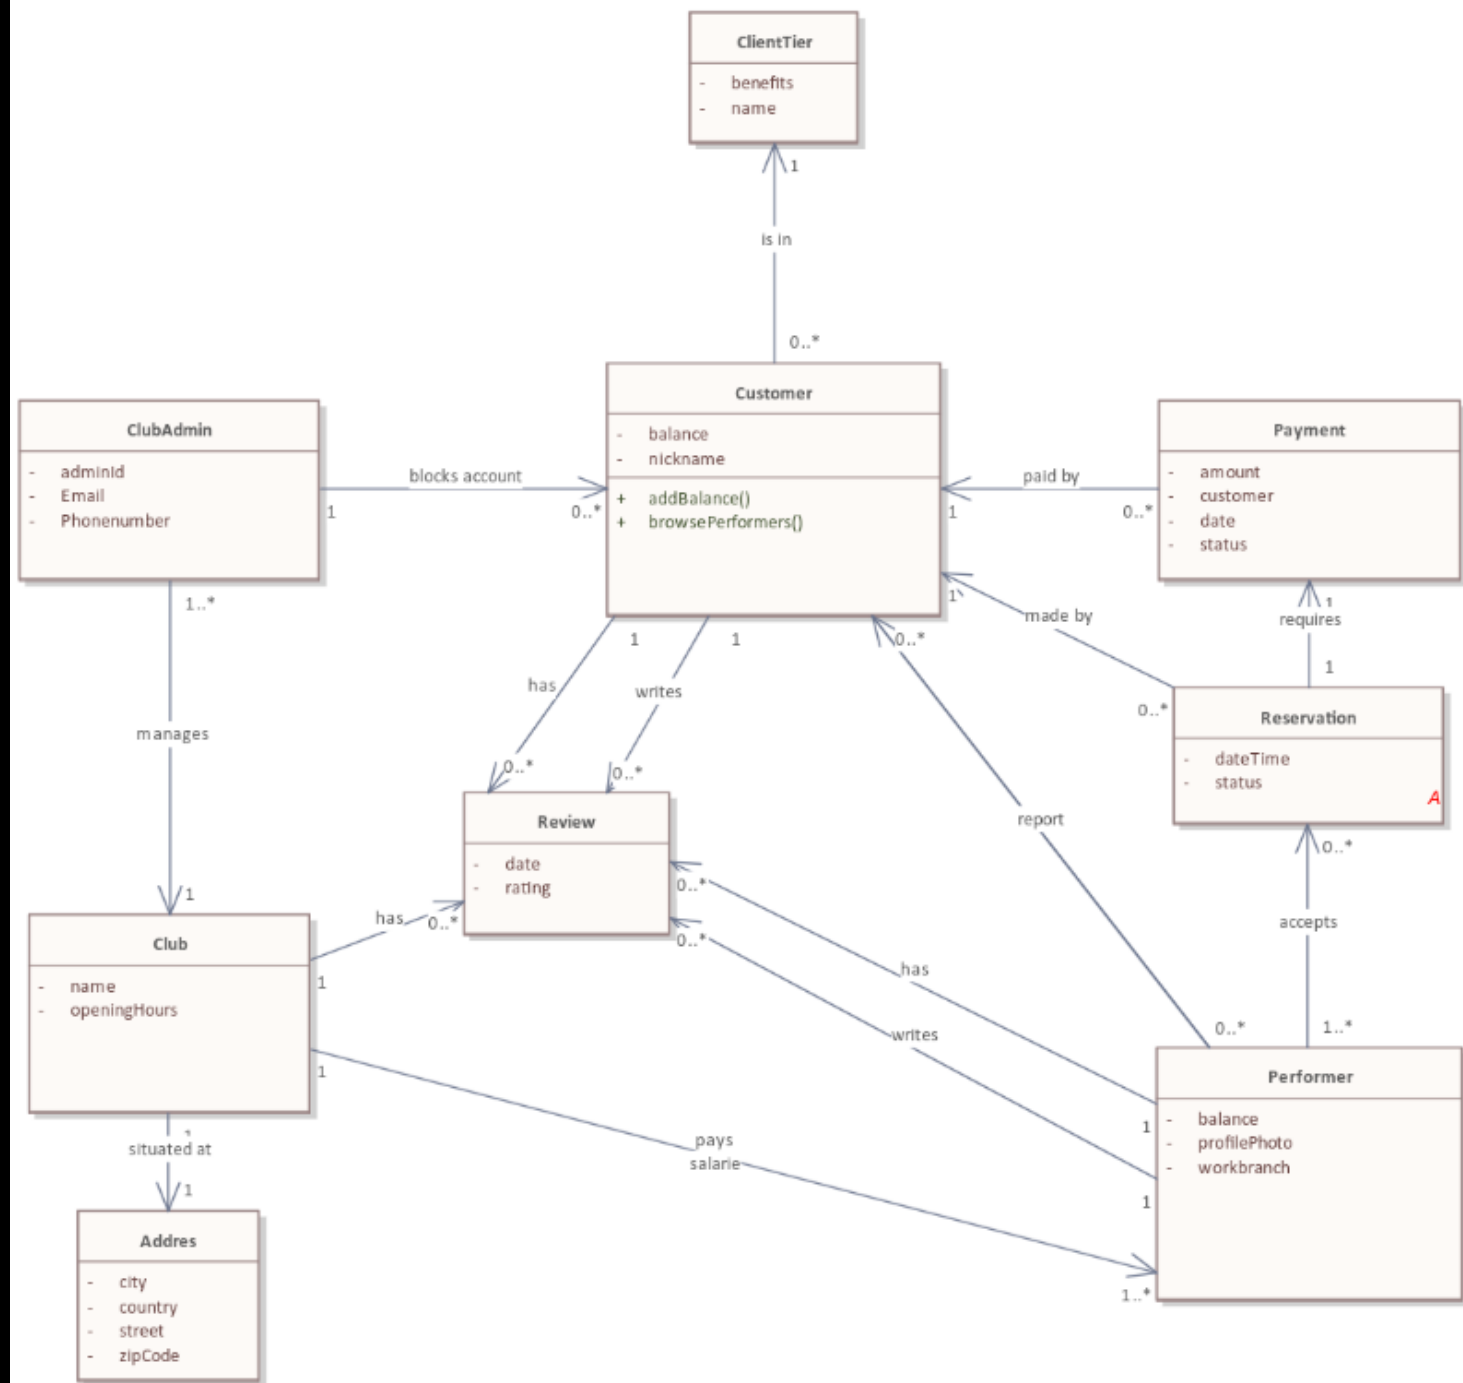 ClientTier
- benefits
- name
1
is in
0..*
Customer
- balance
- nickname
+ addBalance()
+ browsePerformers()
ClubAdmin
- adminId
- Email
- Phonenumber
blocks account
1
0..*
Payment
- amount
- customer
- date
- status
paid by
1
0..*
1..*
manages
1
1
has
0..*
1
writes
0..*
0..*
report
0..*
1
made by
0..*
1
requires
1
Reservation
- dateTime
- status
A
0..*
accepts
1..*
Review
- date
- rating
has
0..*
1
0..*
has
1
0..*
writes
1
Club
- name
- openingHours
1
pays
salarie
1..*
Performer
- balance
- profilePhoto
- workbranch
1
situated at
1
Addres
- city
- country
- street
- zipCode